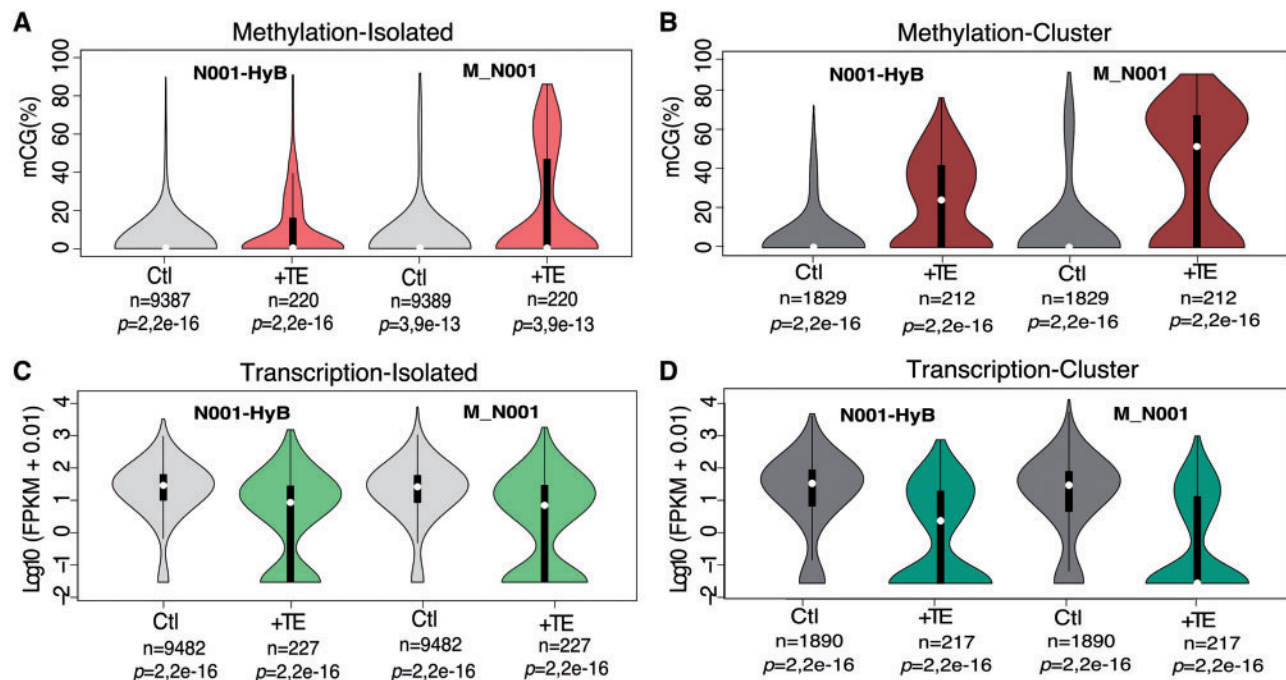 A
Methylation-Isolated
N001-HyB
M_N001
mCG(%)
100
80
60
40
20
0
Ctl
+TE
Ctl
+TE
n=9387
n=220
n=9389
n=220
p=2,2e-16
p=2,2e-16
p=3,9e-13
p=3,9e-13
B
Methylation-Cluster
N001-HyB
M_N001
mCG(%)
100
80
60
40
20
0
Ctl
+TE
Ctl
+TE
n=1829
n=212
n=1829
n=212
p=2,2e-16
p=2,2e-16
p=2,2e-16
p=2,2e-16
C
Transcription-Isolated
N001-HyB
M_N001
Log10 (FPKM + 0.01)
4
3
2
1
0
-1
-2
Ctl
+TE
Ctl
+TE
n=9482
n=227
n=9482
n=227
p=2,2e-16
p=2,2e-16
p=2,2e-16
p=2,2e-16
D
Transcription-Cluster
N001-HyB
M_N001
Log10 (FPKM + 0.01)
4
3
2
1
0
-1
-2
Ctl
+TE
Ctl
+TE
n=1890
n=217
n=1890
n=217
p=2,2e-16
p=2,2e-16
p=2,2e-16
p=2,2e-16